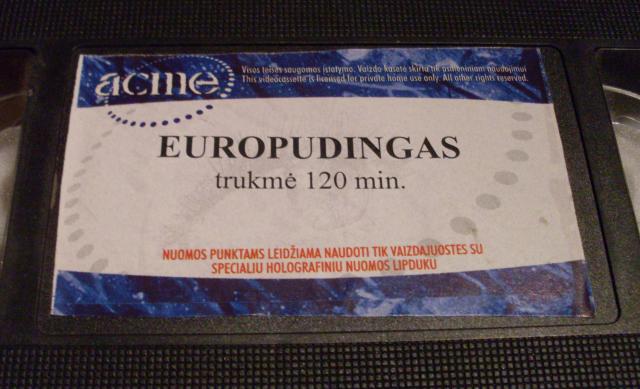 acme
Visos teisės saugomos įstatymo. Vaizdo kasetė skirta tik asmeniniam naudojimui
This videocassette is licensed for private home use only. All other rights reserved.
EUROPUDINGAS
trukmė 120 min.
NUOMOS PUNKTAMS LEIDŽIAMA NAUDOTI TIK VAIZDAJUOSTES SU
SPECIALIU HOLOGRAFINIU NUOMOS LIPDUKU